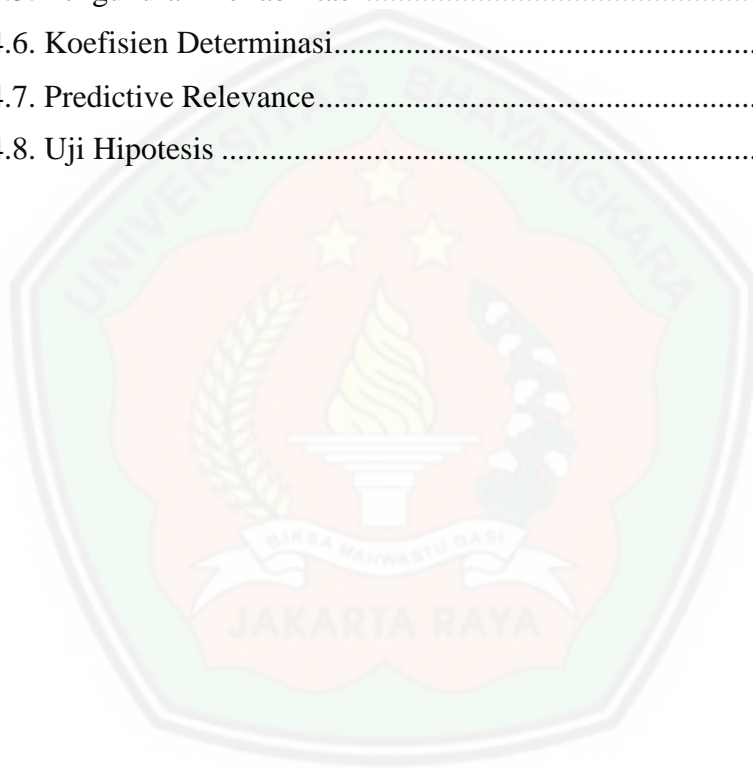 4.6. Koefisien Determinasi
4.7. Predictive Relevance
4.8. Uji Hipotesis
UNIVERSITAS BHAYANGKARA
BIKSA MAHWASTU DASI
JAKARTA RAYA